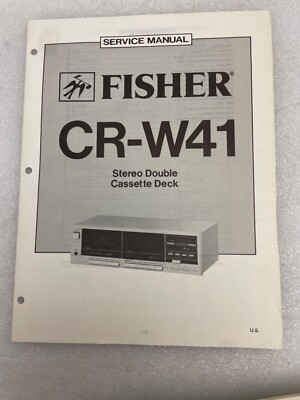 SERVICE MANUAL
FISHER®
CR-W41
Stereo Double
Cassette Deck
U.S.